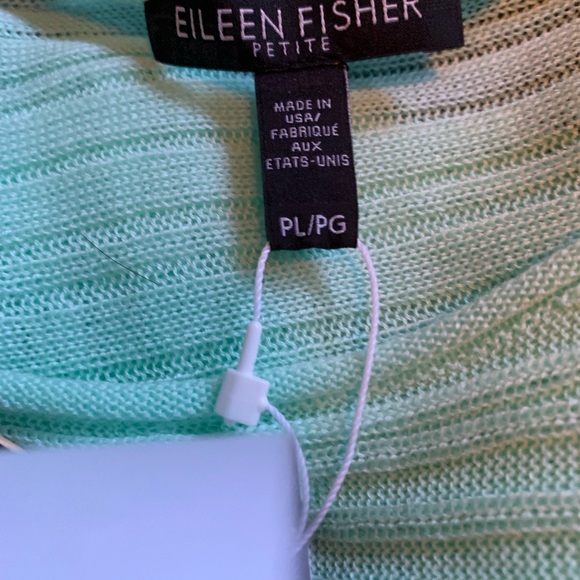 EILEEN FISHER
PETITE
MADE IN
USA/
FABRIQUÉ
AUX
ETATS-UNIS
PL/PG